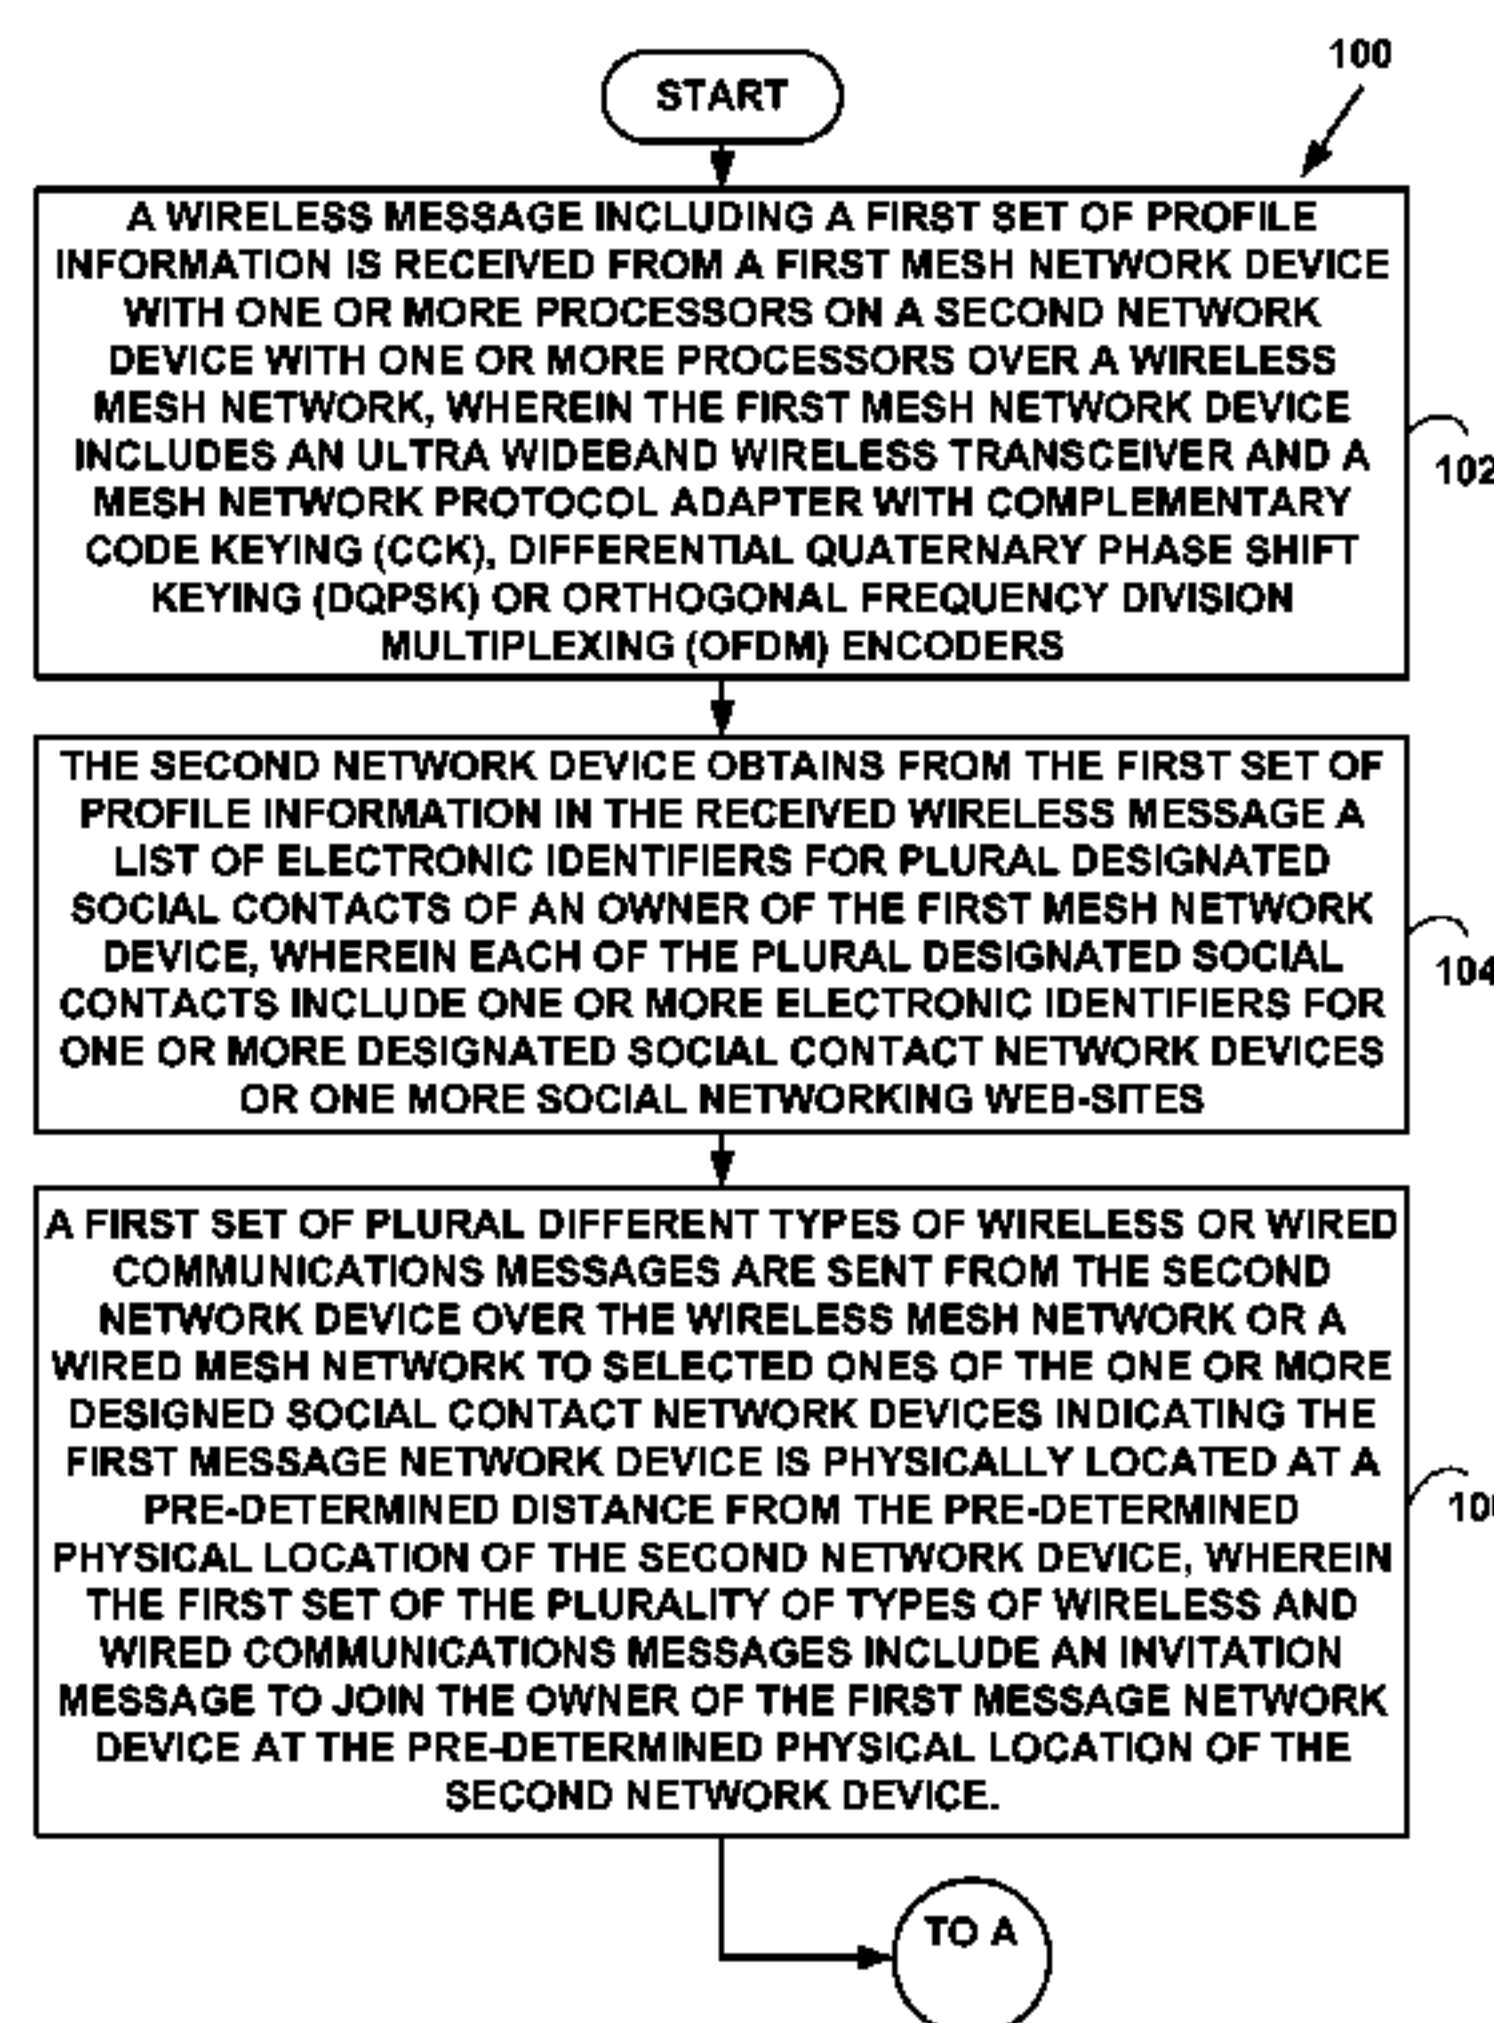 100
START
A WIRELESS MESSAGE INCLUDING A FIRST SET OF PROFILE
INFORMATION IS RECEIVED FROM A FIRST MESH NETWORK DEVICE
WITH ONE OR MORE PROCESSORS ON A SECOND NETWORK
DEVICE WITH ONE OR MORE PROCESSORS OVER A WIRELESS
MESH NETWORK, WHEREIN THE FIRST MESH NETWORK DEVICE
INCLUDES AN ULTRA WIDEBAND WIRELESS TRANSCEIVER AND A
MESH NETWORK PROTOCOL ADAPTER WITH COMPLEMENTARY
CODE KEYING (CCK), DIFFERENTIAL QUATERNARY PHASE SHIFT
KEYING (DQPSK) OR ORTHOGONAL FREQUENCY DIVISION
MULTIPLEXING (OFDM) ENCODERS
102
THE SECOND NETWORK DEVICE OBTAINS FROM THE FIRST SET OF
PROFILE INFORMATION IN THE RECEIVED WIRELESS MESSAGE A
LIST OF ELECTRONIC IDENTIFIERS FOR PLURAL DESIGNATED
SOCIAL CONTACTS OF AN OWNER OF THE FIRST MESH NETWORK
DEVICE, WHEREIN EACH OF THE PLURAL DESIGNATED SOCIAL
CONTACTS INCLUDE ONE OR MORE ELECTRONIC IDENTIFIERS FOR
ONE OR MORE DESIGNATED SOCIAL CONTACT NETWORK DEVICES
OR ONE MORE SOCIAL NETWORKING WEB-SITES
104
A FIRST SET OF PLURAL DIFFERENT TYPES OF WIRELESS OR WIRED
COMMUNICATIONS MESSAGES ARE SENT FROM THE SECOND
NETWORK DEVICE OVER THE WIRELESS MESH NETWORK OR A
WIRED MESH NETWORK TO SELECTED ONES OF THE ONE OR MORE
DESIGNED SOCIAL CONTACT NETWORK DEVICES INDICATING THE
FIRST MESSAGE NETWORK DEVICE IS PHYSICALLY LOCATED AT A
PRE-DETERMINED DISTANCE FROM THE PRE-DETERMINED
PHYSICAL LOCATION OF THE SECOND NETWORK DEVICE, WHEREIN
THE FIRST SET OF THE PLURALITY OF TYPES OF WIRELESS AND
WIRED COMMUNICATIONS MESSAGES INCLUDE AN INVITATION
MESSAGE TO JOIN THE OWNER OF THE FIRST MESSAGE NETWORK
DEVICE AT THE PRE-DETERMINED PHYSICAL LOCATION OF THE
SECOND NETWORK DEVICE.
TO A